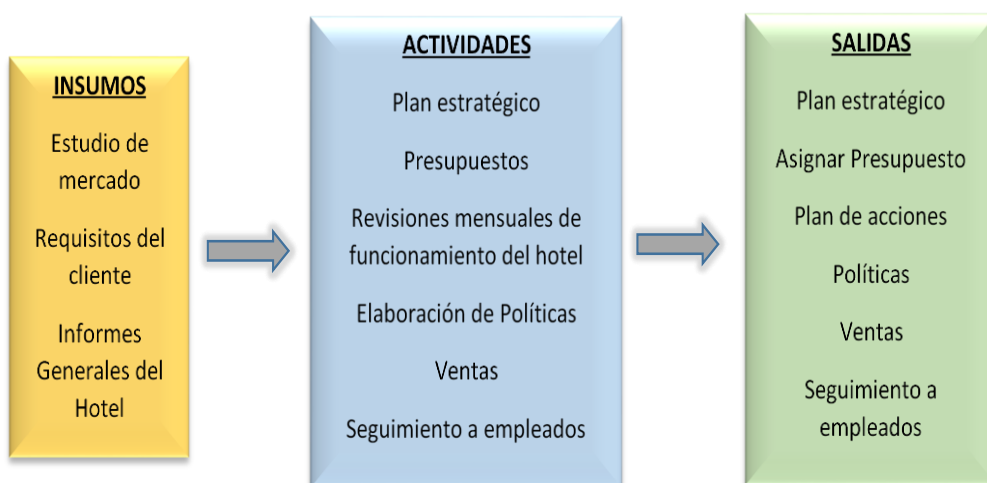 INSUMOS
Estudio de
mercado
Requisitos del
cliente
Informes
Generales del
Hotel
ACTIVIDADES
Plan estratégico
Presupuestos
Revisiones mensuales de
funcionamiento del hotel
Elaboración de Políticas
Ventas
Seguimiento a empleados
SALIDAS
Plan estratégico
Asignar Presupuesto
Plan de acciones
Políticas
Ventas
Seguimiento a
empleados